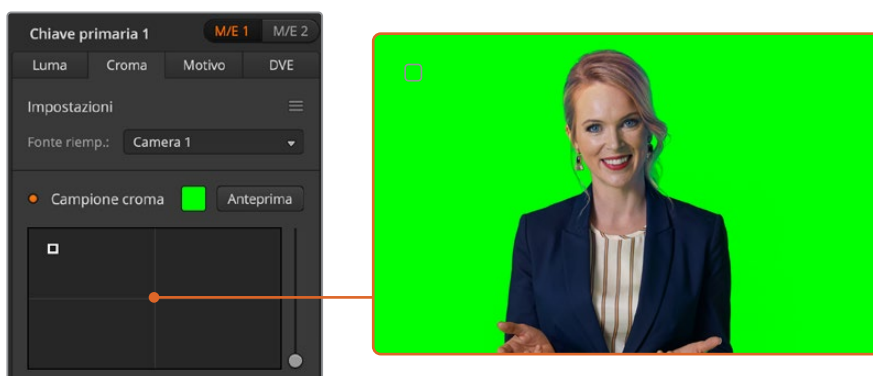 Chiave primaria 1 M/E 1 M/E 2
Luma Croma Motivo DVE
Impostazioni
Fonte riemp.: Camera 1
Campione croma Anteprima